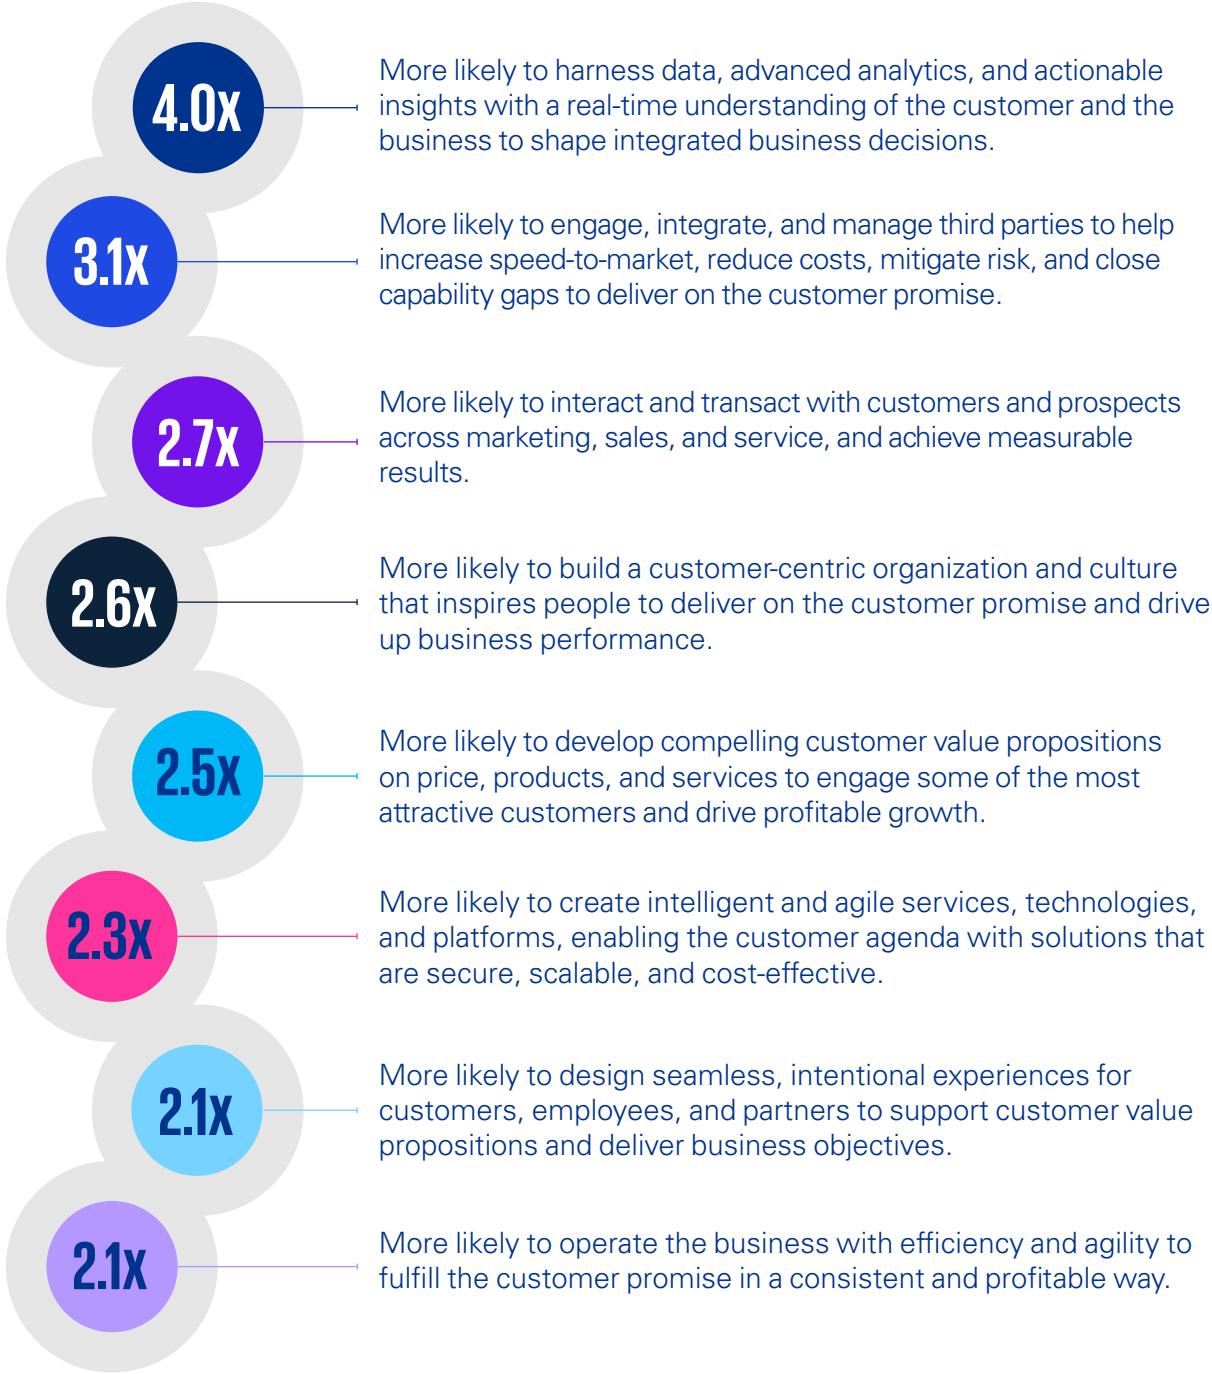 4.0x
More likely to harness data, advanced analytics, and actionable
insights with a real-time understanding of the customer and the
business to shape integrated business decisions.
3.1x
More likely to engage, integrate, and manage third parties to help
increase speed-to-market, reduce costs, mitigate risk, and close
capability gaps to deliver on the customer promise.
2.7x
More likely to interact and transact with customers and prospects
across marketing, sales, and service, and achieve measurable
results.
2.6x
More likely to build a customer-centric organization and culture
that inspires people to deliver on the customer promise and drive
up business performance.
2.5x
More likely to develop compelling customer value propositions
on price, products, and services to engage some of the most
attractive customers and drive profitable growth.
2.3x
More likely to create intelligent and agile services, technologies,
and platforms, enabling the customer agenda with solutions that
are secure, scalable, and cost-effective.
2.1x
More likely to design seamless, intentional experiences for
customers, employees, and partners to support customer value
propositions and deliver business objectives.
2.1x
More likely to operate the business with efficiency and agility to
fulfill the customer promise in a consistent and profitable way.